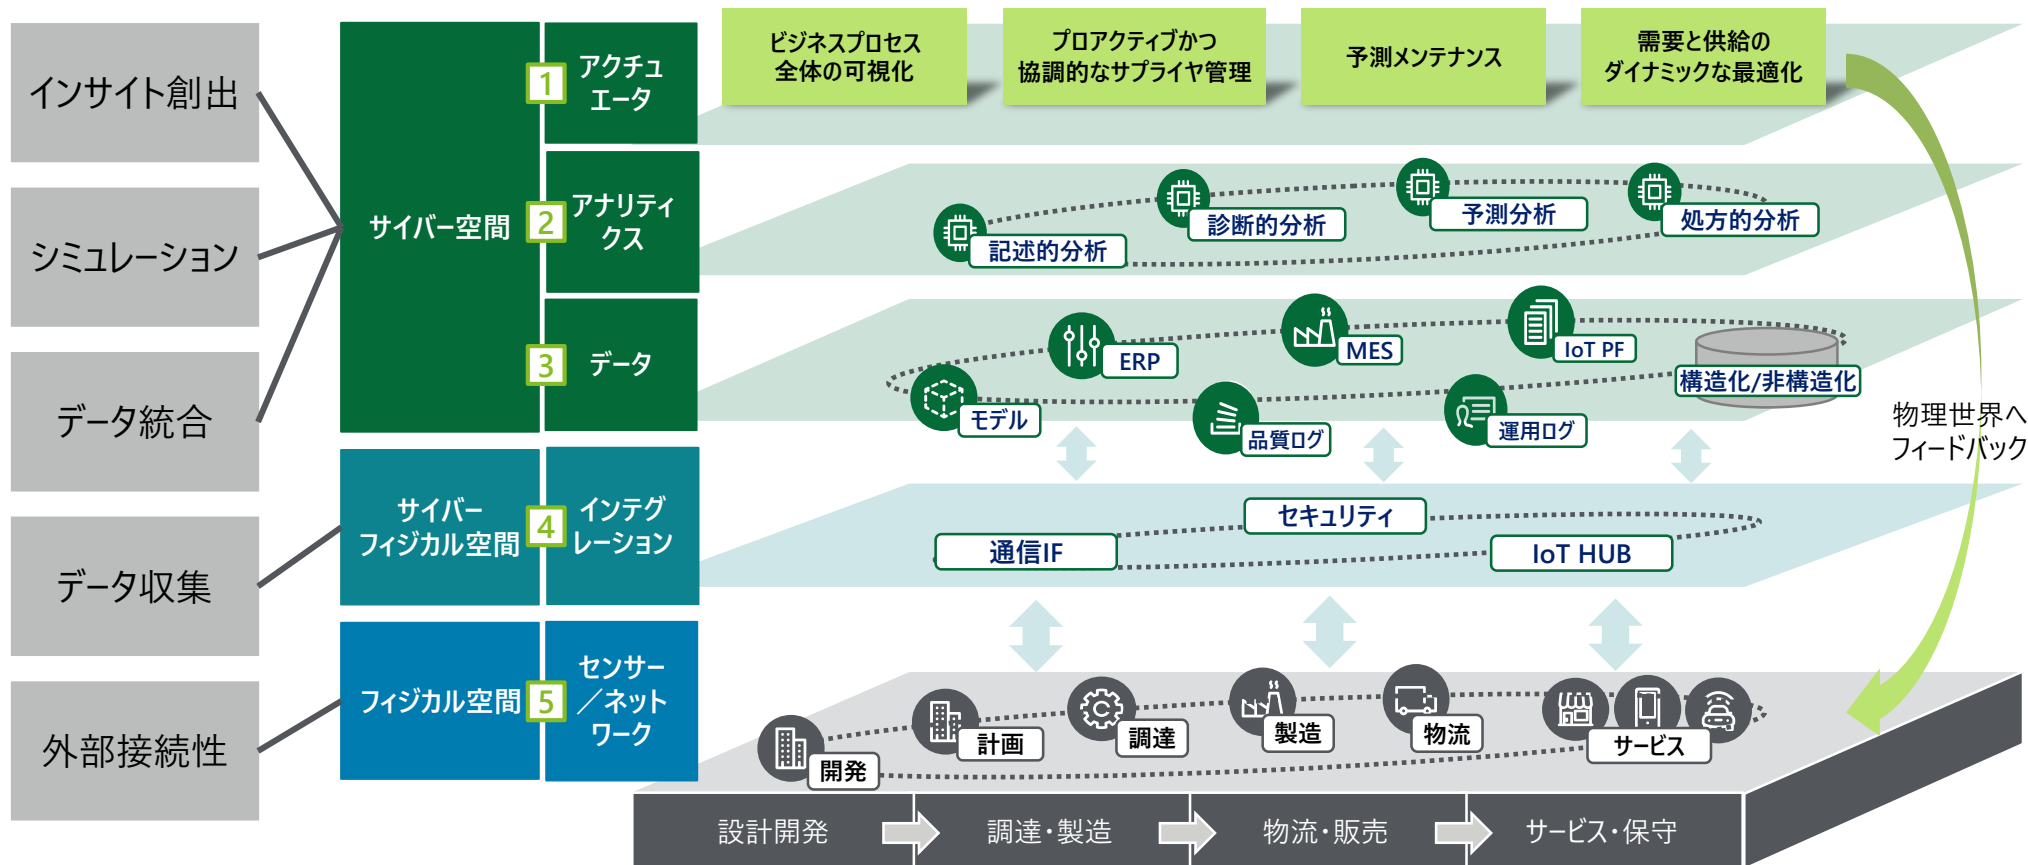 インサイト創出
シミュレーション
データ統合
データ収集
外部接続性
サイバー空間
サイバー
フィジカル空間
フィジカル空間
1
アクチュ
エータ
2
アナリティ
クス
3
データ
4
インテグ
レーション
5
センサー
／ネット
ワーク
ビジネスプロセス
全体の可視化
プロアクティブかつ
協調的なサプライヤ管理
予測メンテナンス
需要と供給の
ダイナミックな最適化
記述的分析
診断的分析
予測分析
処方的分析
ERP
MES
IoT PF
構造化/非構造化
モデル
品質ログ
運用ログ
物理世界へ
フィードバック
セキュリティ
通信IF
IoT HUB
開発
計画
調達
製造
物流
サービス
設計開発
調達・製造
物流・販売
サービス・保守